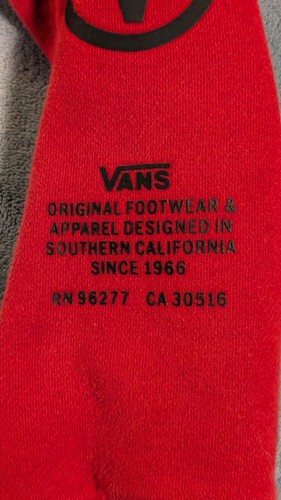 VANS
ORIGINAL FOOTWEAR &
APPAREL DESIGNED IN
SOUTHERN CALIFORNIA
SINCE 1966
RN 96277 CA 30516